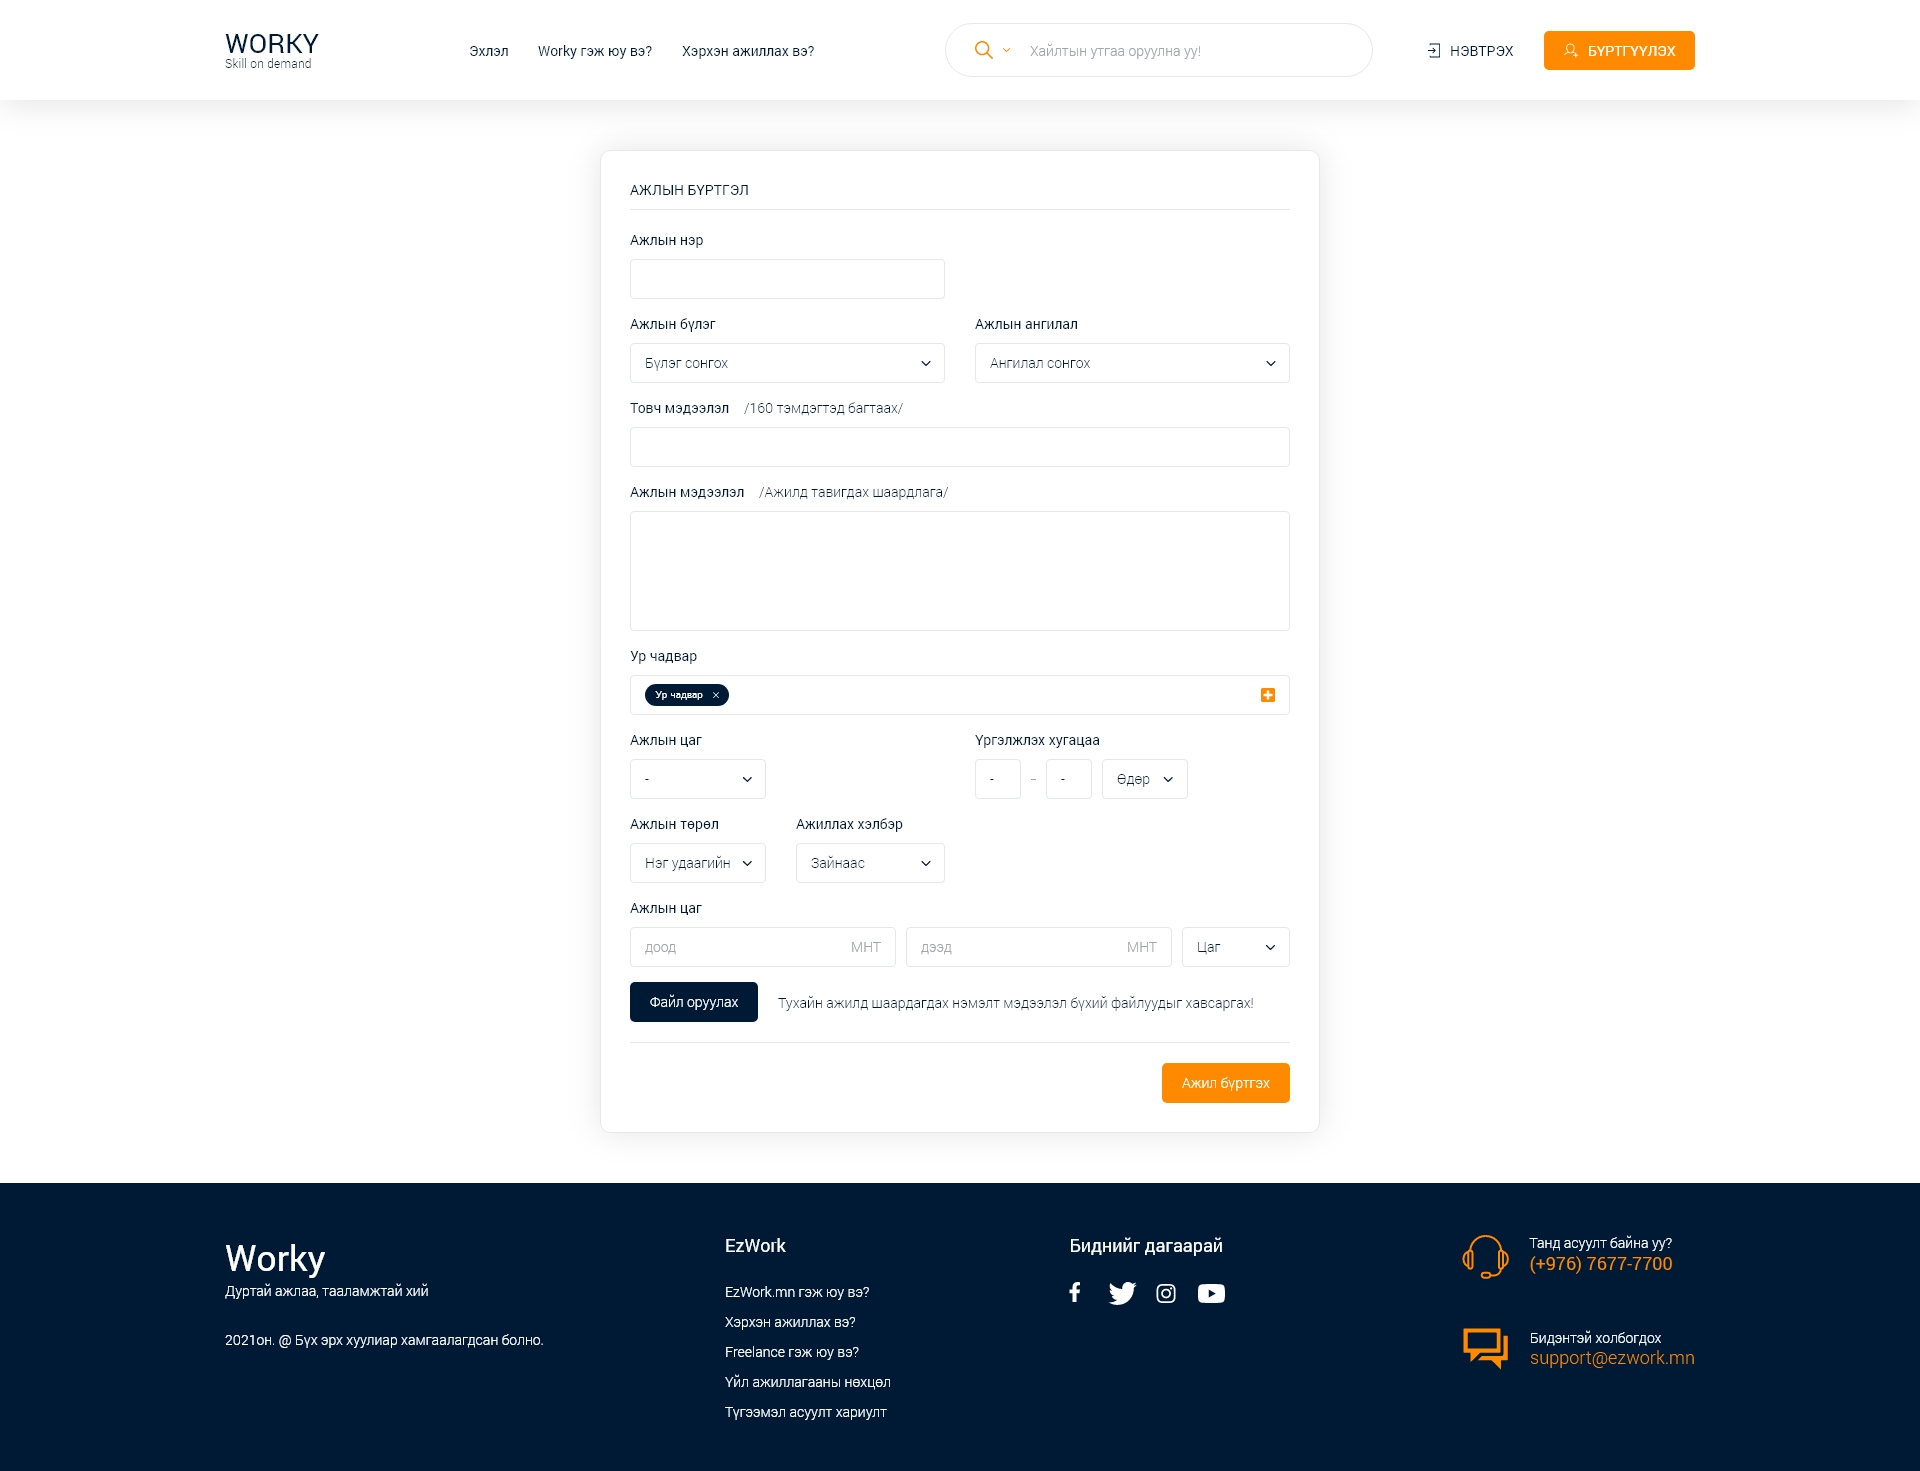 WORKY
Skill on demand
Эхлэл
Worky гэж юу вэ?
Хэрхэн ажиллах вэ?
Хайлтын утгаа оруулна уу!
НЭВТРЭХ
БҮРТГҮҮЛЭХ
АЖЛЫН БҮРТГЭЛ
Ажлын нэр
Ажлын бүлэг
Ажлын ангилал
Бүлэг сонгох
Ангилал сонгох
Товч мэдээлэл /160 тэмдэгтэд багтаах/
Ажлын мэдээлэл /Ажилд тавигдах шаардлага/
Ур чадвар
Ур чадвар ×
Ажлын цаг
Үргэлжлэх хугацаа
-
- – - Өдөр
Ажлын төрөл
Ажиллах хэлбэр
Нэг удаагийн
Зайнаас
Ажлын цаг
доод МНТ
дээд МНТ
Цаг
Файл оруулах
Тухайн ажилд шаардагдах нэмэлт мэдээлэл бүхий файлуудыг хавсаргах!
Ажил бүртгэх
Worky
Дуртай ажлаа, тааламжтай хий
2021он. @ Бүх эрх хуулиар хамгаалагдсан болно.
EzWork
EzWork.mn гэж юу вэ?
Хэрхэн ажиллах вэ?
Freelance гэж юу вэ?
Үйл ажиллагааны нөхцөл
Түгээмэл асуулт хариулт
Биднийг дагаарай
Танд асуулт байна уу?
(+976) 7677-7700
Бидэнтэй холбогдох
support@ezwork.mn